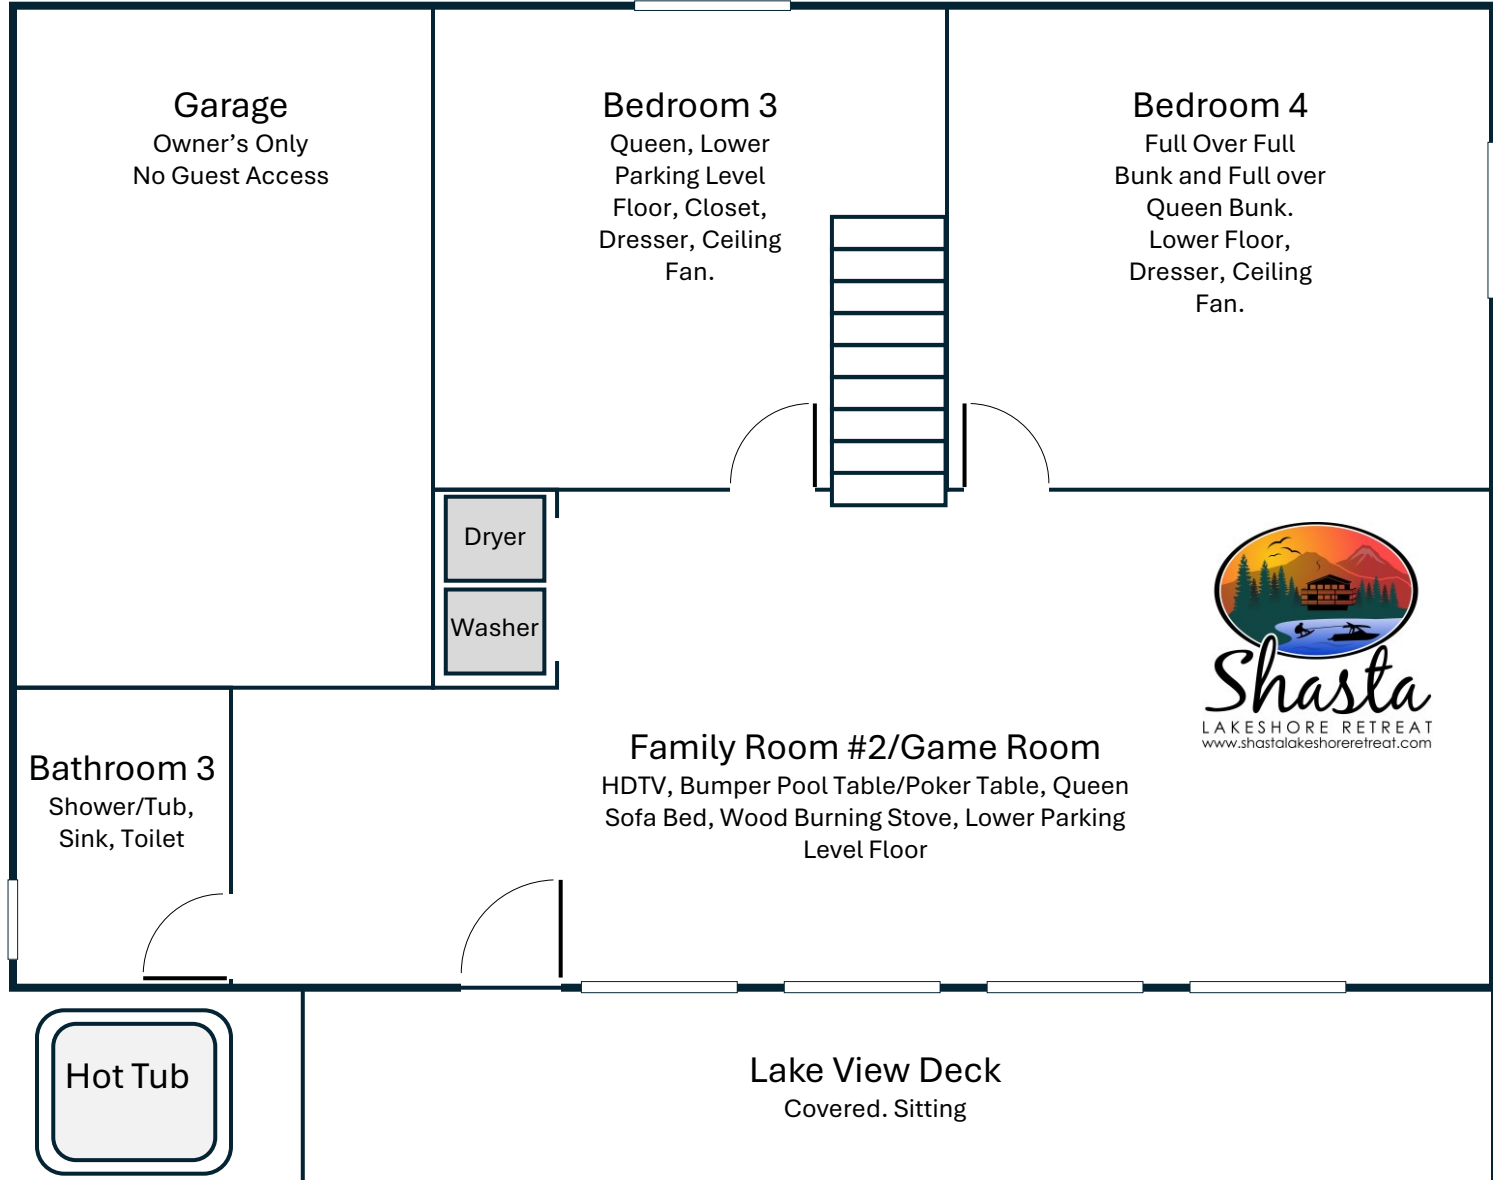 Garage
Owner’s Only
No Guest Access
Bedroom 3
Queen, Lower
Parking Level
Floor, Closet,
Dresser, Ceiling
Fan.
Bedroom 4
Full Over Full
Bunk and Full over
Queen Bunk.
Lower Floor,
Dresser, Ceiling
Fan.
Dryer
Washer
Shasta
LAKESHORE RETREAT
www.shastalakeshoreretreat.com
Bathroom 3
Shower/Tub,
Sink, Toilet
Family Room #2/Game Room
HDTV, Bumper Pool Table/Poker Table, Queen
Sofa Bed, Wood Burning Stove, Lower Parking
Level Floor
Hot Tub
Lake View Deck
Covered. Sitting